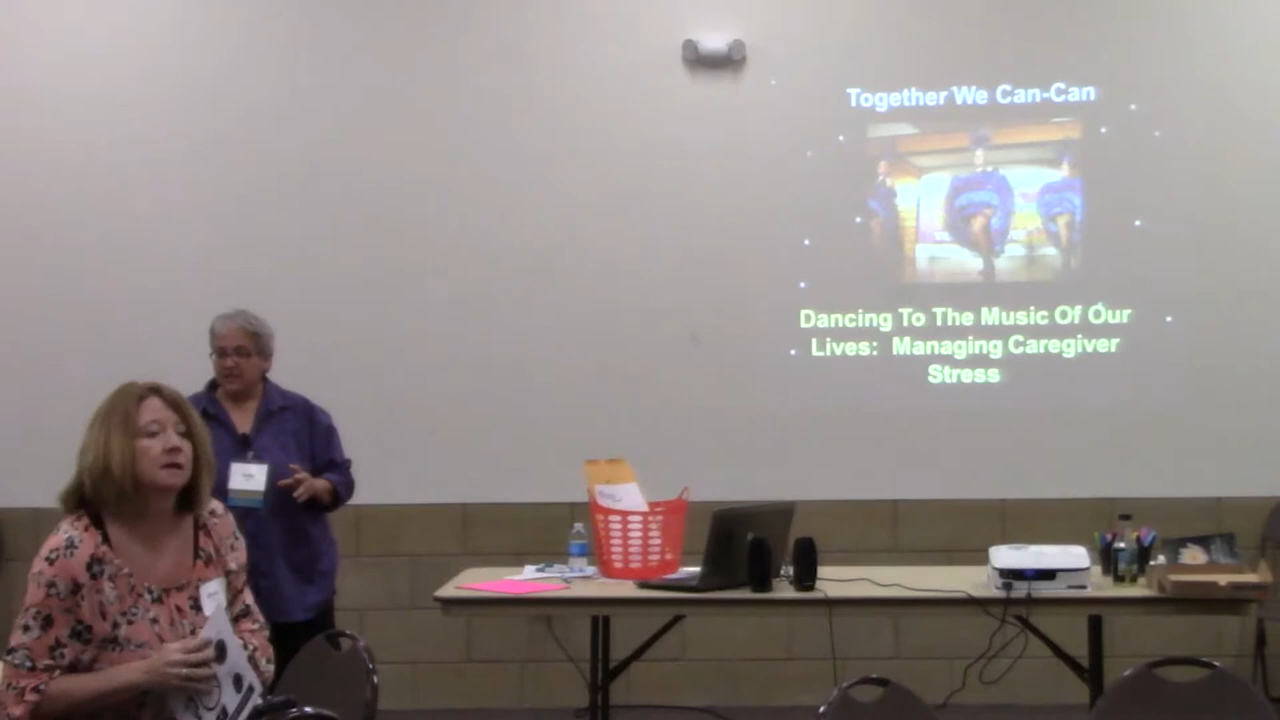 Together We Can-Can
Dancing To The Music Of Our
Lives: Managing Caregiver
Stress